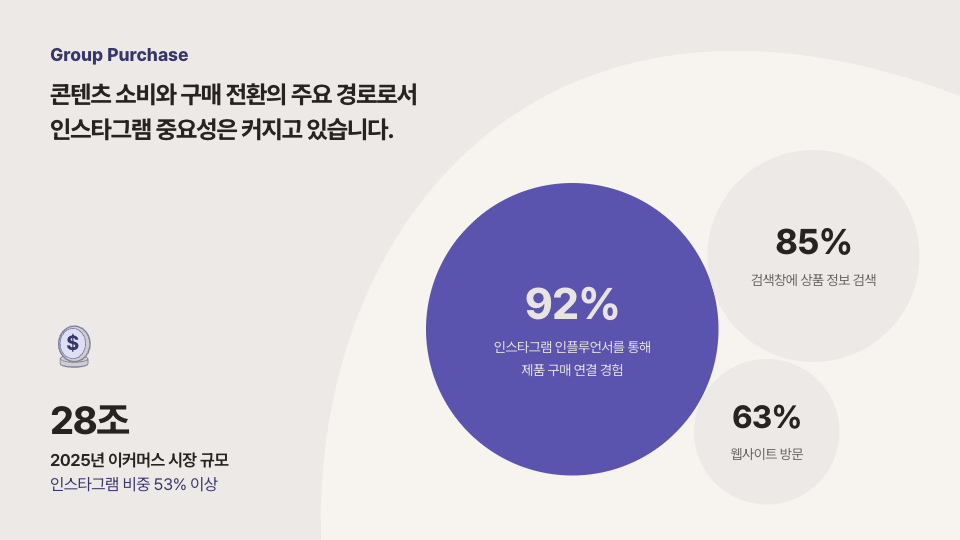 Group Purchase
콘텐츠 소비와 구매 전환의 주요 경로로서
인스타그램 중요성은 커지고 있습니다.
92%
인스타그램 인플루언서를 통해
제품 구매 연결 경험
85%
검색창에 상품 정보 검색
63%
웹사이트 방문
$
28조
2025년 이커머스 시장 규모
인스타그램 비중 53% 이상